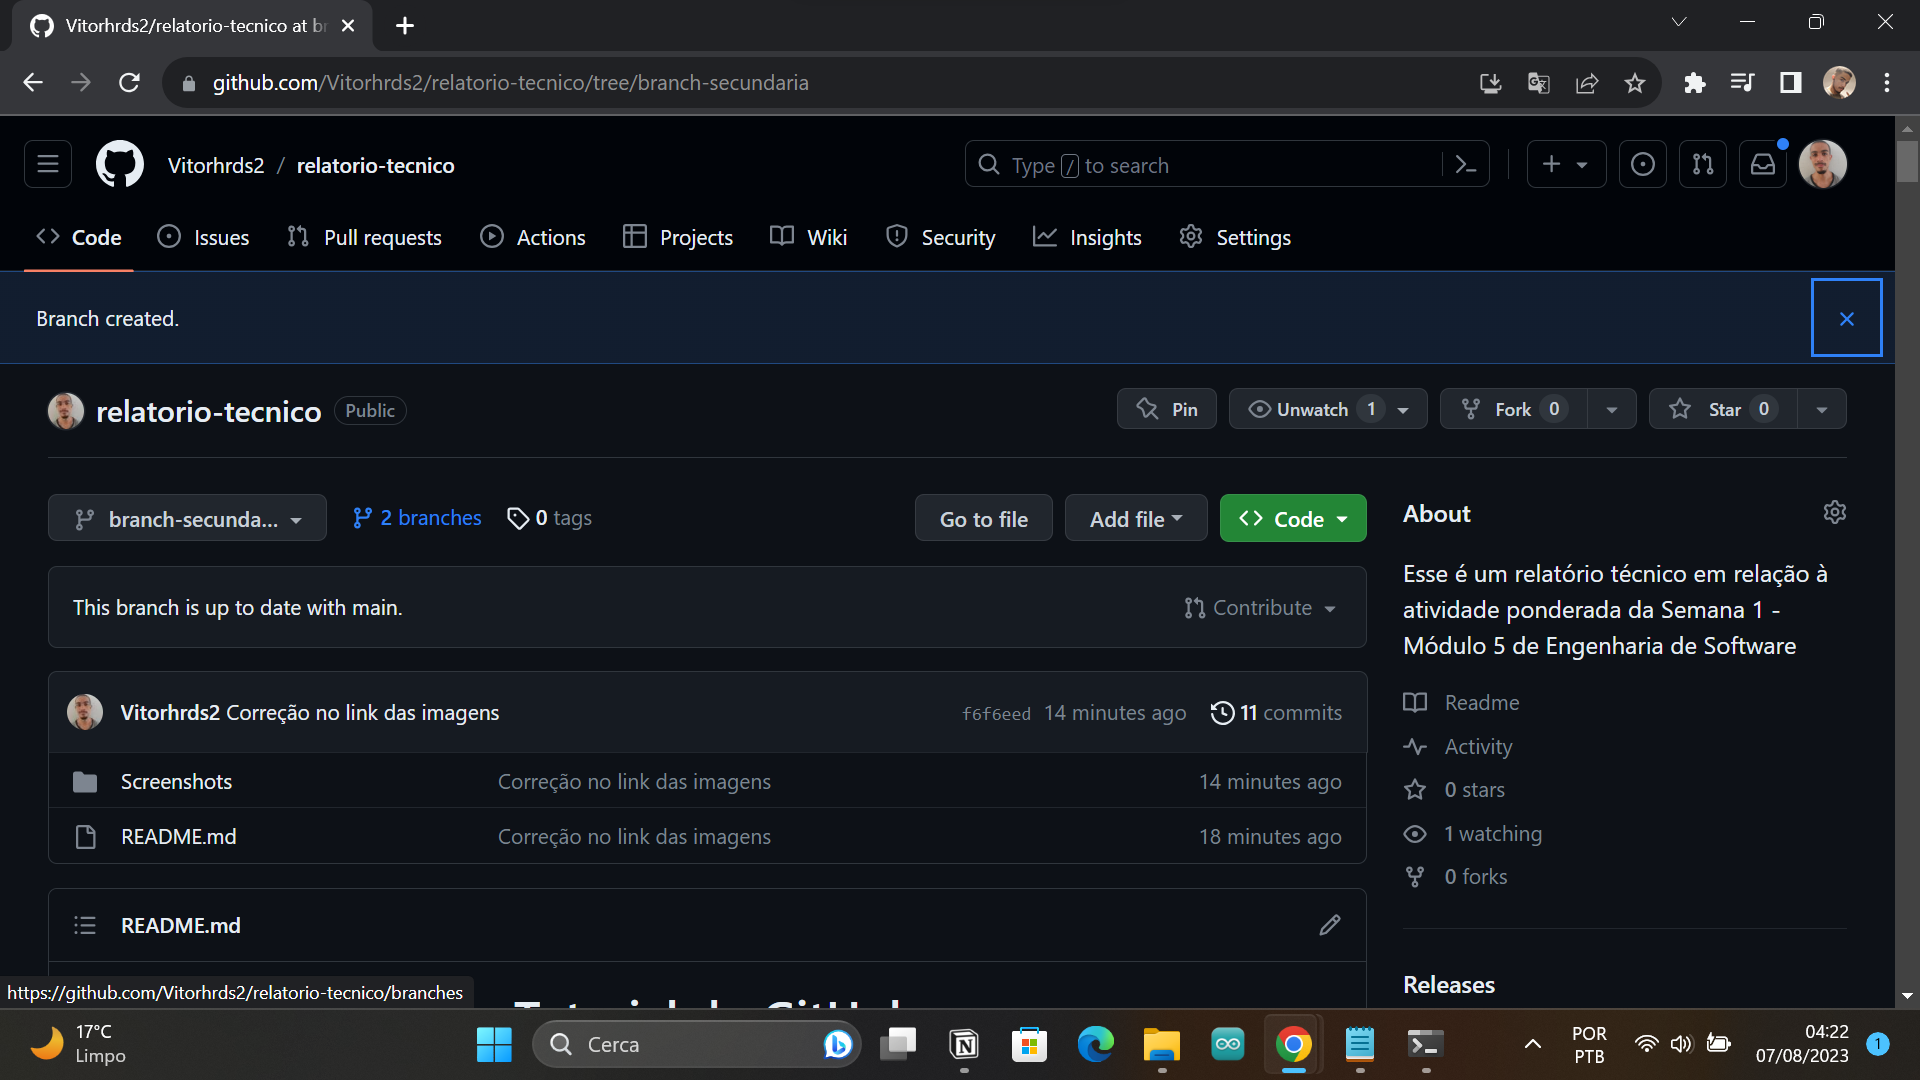 Vitorhrds2/relatorio-tecnico at br
github.com/Vitorhrds2/relatorio-tecnico/tree/branch-secundaria
Vitorhrds2 / relatorio-tecnico
Type / to search
Code
Issues
Pull requests
Actions
Projects
Wiki
Security
Insights
Settings
Branch created.
relatorio-tecnico Public
Pin
Unwatch 1
Fork 0
Star 0
branch-secunda...
2 branches
0 tags
Go to file
Add file
Code
This branch is up to date with main.
Contribute
Vitorhrds2 Correção no link das imagens
f6f6eed 14 minutes ago
11 commits
Screenshots
Correção no link das imagens
14 minutes ago
README.md
Correção no link das imagens
18 minutes ago
README.md
About
Esse é um relatório técnico em relação à
atividade ponderada da Semana 1 -
Módulo 5 de Engenharia de Software
Readme
Activity
0 stars
1 watching
0 forks
Releases
https://github.com/Vitorhrds2/relatorio-tecnico/branches
17°C
Limpo
Cerca
POR
PTB
04:22
07/08/2023
1